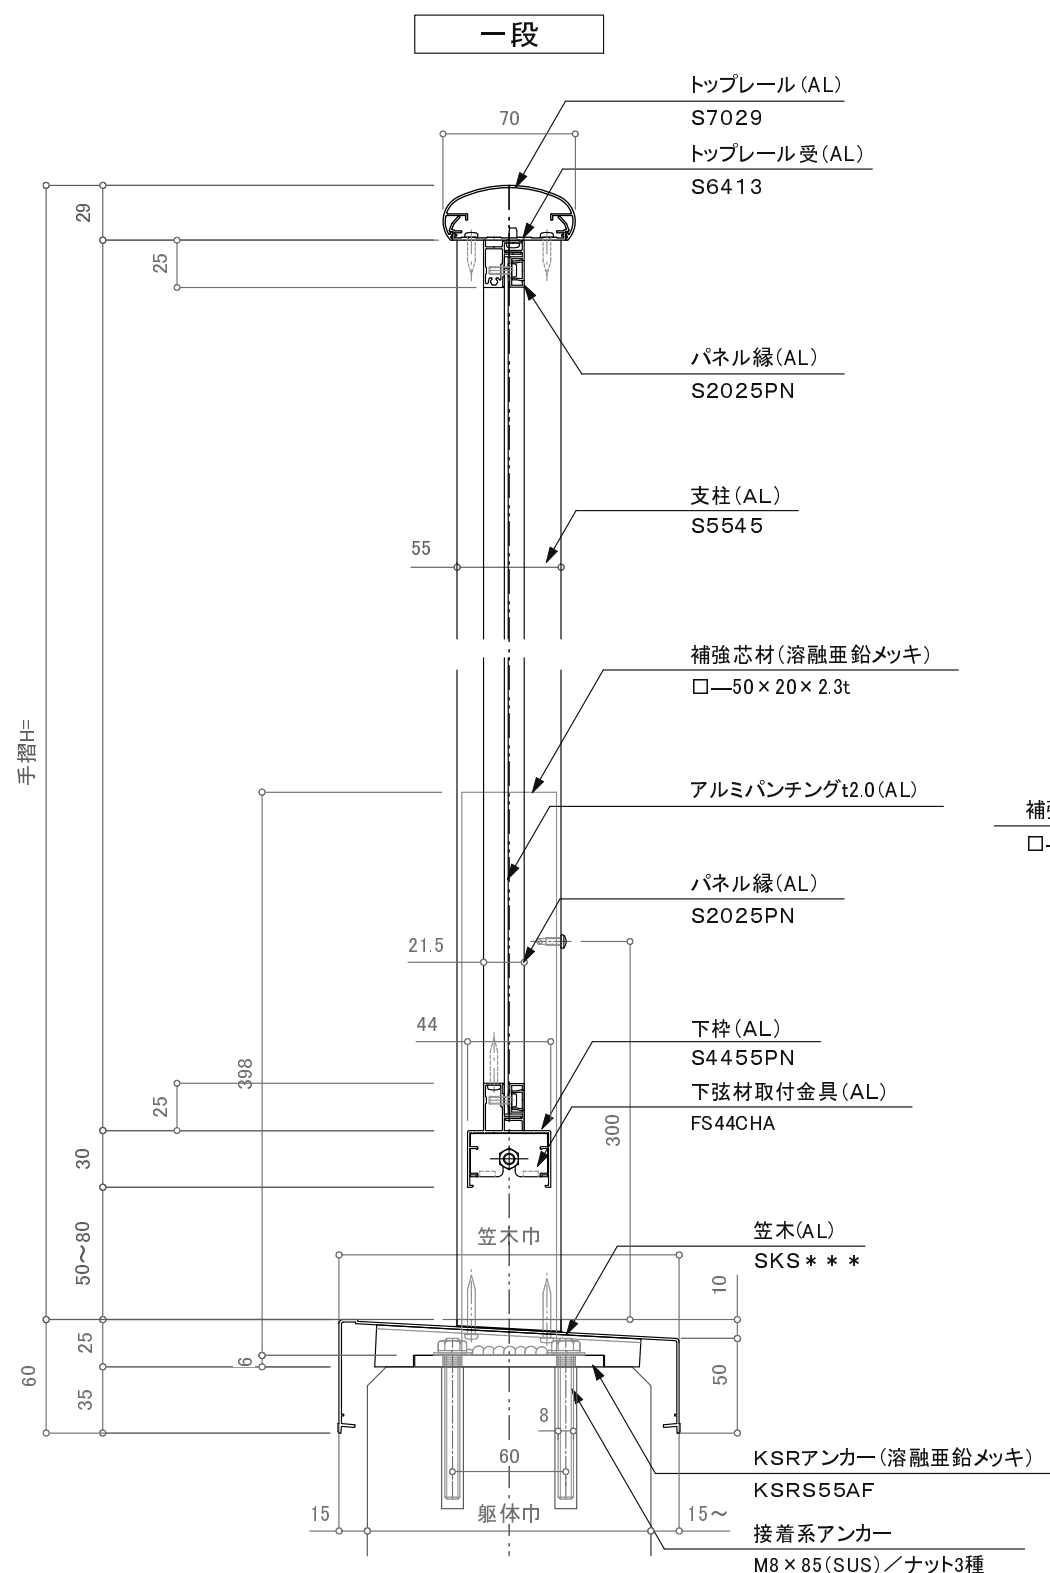 一段
トップレール(AL)
S7029
70
トップレール受(AL)
S6413
29
25
パネル縁(AL)
S2025PN
支柱(AL)
S5545
55
補強芯材(溶融亜鉛メッキ)
□—50×20×2.3t
手摺H=
アルミパンチングt2.0(AL)
補強
□-
パネル縁(AL)
S2025PN
21.5
下枠(AL)
S4455PN
44
398
下弦材取付金具(AL)
FS44CHA
25
300
30
笠木(AL)
SKS＊＊＊
笠木巾
50～80
10
25
6
60
35
50
8
KSRアンカー(溶融亜鉛メッキ)
KSRS55AF
60
15
躯体巾
15～
接着系アンカー
M8×85(SUS)／ナット3種